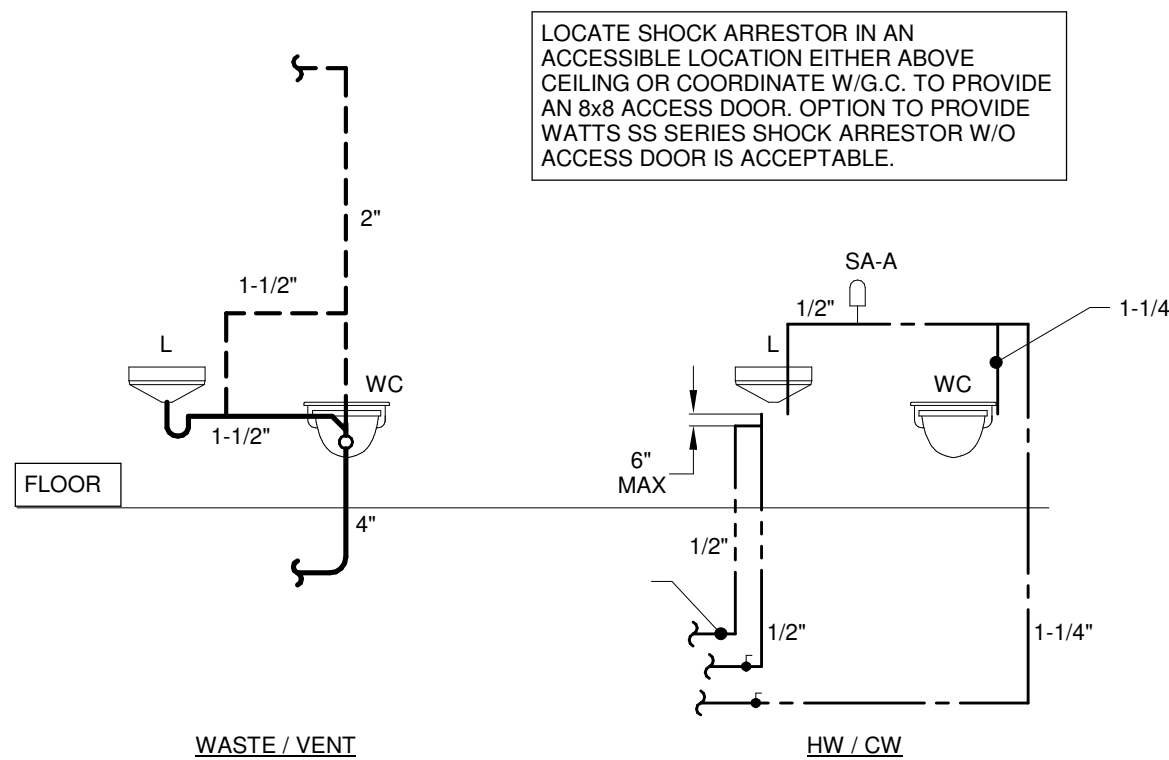 LOCATE SHOCK ARRESTOR IN AN
ACCESSIBLE LOCATION EITHER ABOVE
CEILING OR COORDINATE W/G.C. TO PROVIDE
AN 8x8 ACCESS DOOR. OPTION TO PROVIDE
WATTS SS SERIES SHOCK ARRESTOR W/O
ACCESS DOOR IS ACCEPTABLE.
2"
1-1/2"
L
WC
1-1/2"
FLOOR
4"
WASTE / VENT
SA-A
1/2"
1-1/4
L
WC
6"
MAX
1/2"
1/2"
1-1/4"
HW / CW